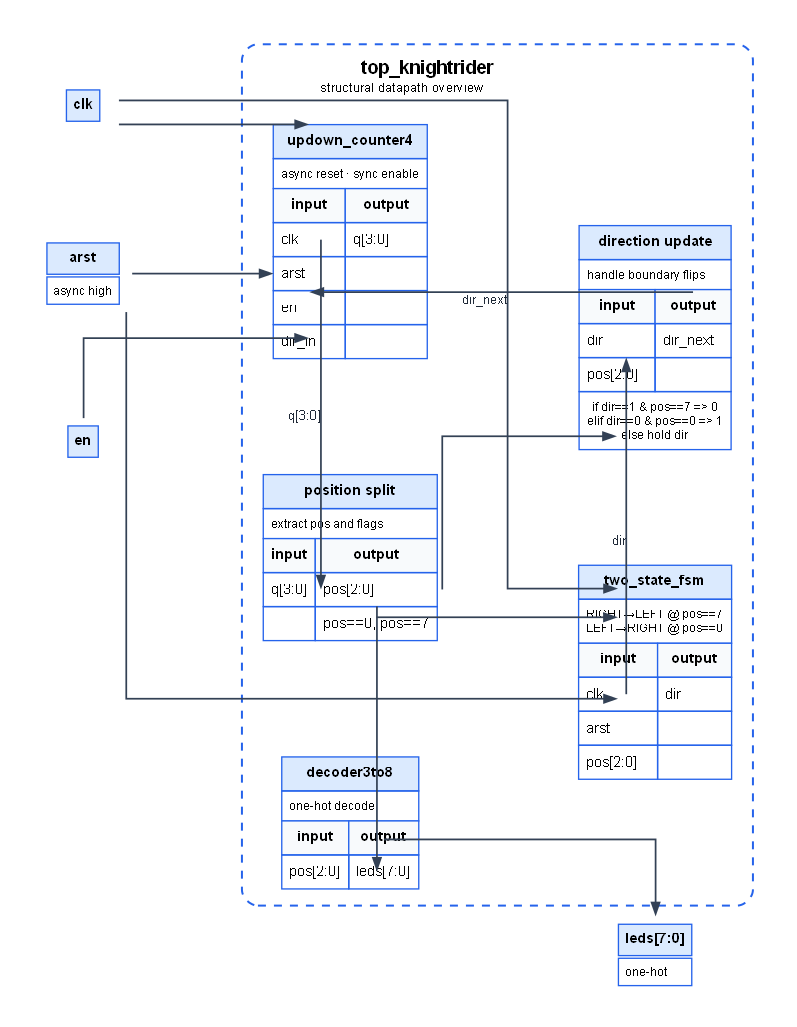 top_knightrider
structural datapath overview
clk
updown_counter4
async reset · sync enable
input output
clk q[3:0]
arst
en
dir_in
arst
async high
en
direction update
handle boundary flips
input output
dir dir_next
pos[2:0]
if dir==1 & pos==7 => 0
elif dir==0 & pos==0 => 1
else hold dir
dir_next
q[3:0]
position split
extract pos and flags
input output
q[3:0] pos[2:0]
pos==0, pos==7
dir
two_state_fsm
RIGHT→LEFT @ pos==7
LEFT→RIGHT @ pos==0
input output
clk dir
arst
pos[2:0]
decoder3to8
one-hot decode
input output
pos[2:0] leds[7:0]
leds[7:0]
one-hot